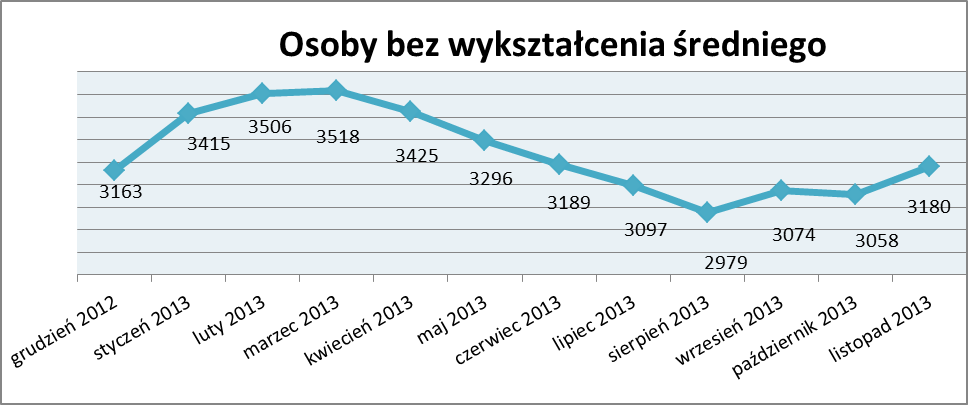 Osoby bez wykształcenia średniego
3163
3415
3506
3518
3425
3296
3189
3097
2979
3074
3058
3180
grudzień 2012
styczeń 2013
luty 2013
marzec 2013
kwiecień 2013
maj 2013
czerwiec 2013
lipiec 2013
sierpień 2013
wrzesień 2013
październik 2013
listopad 2013